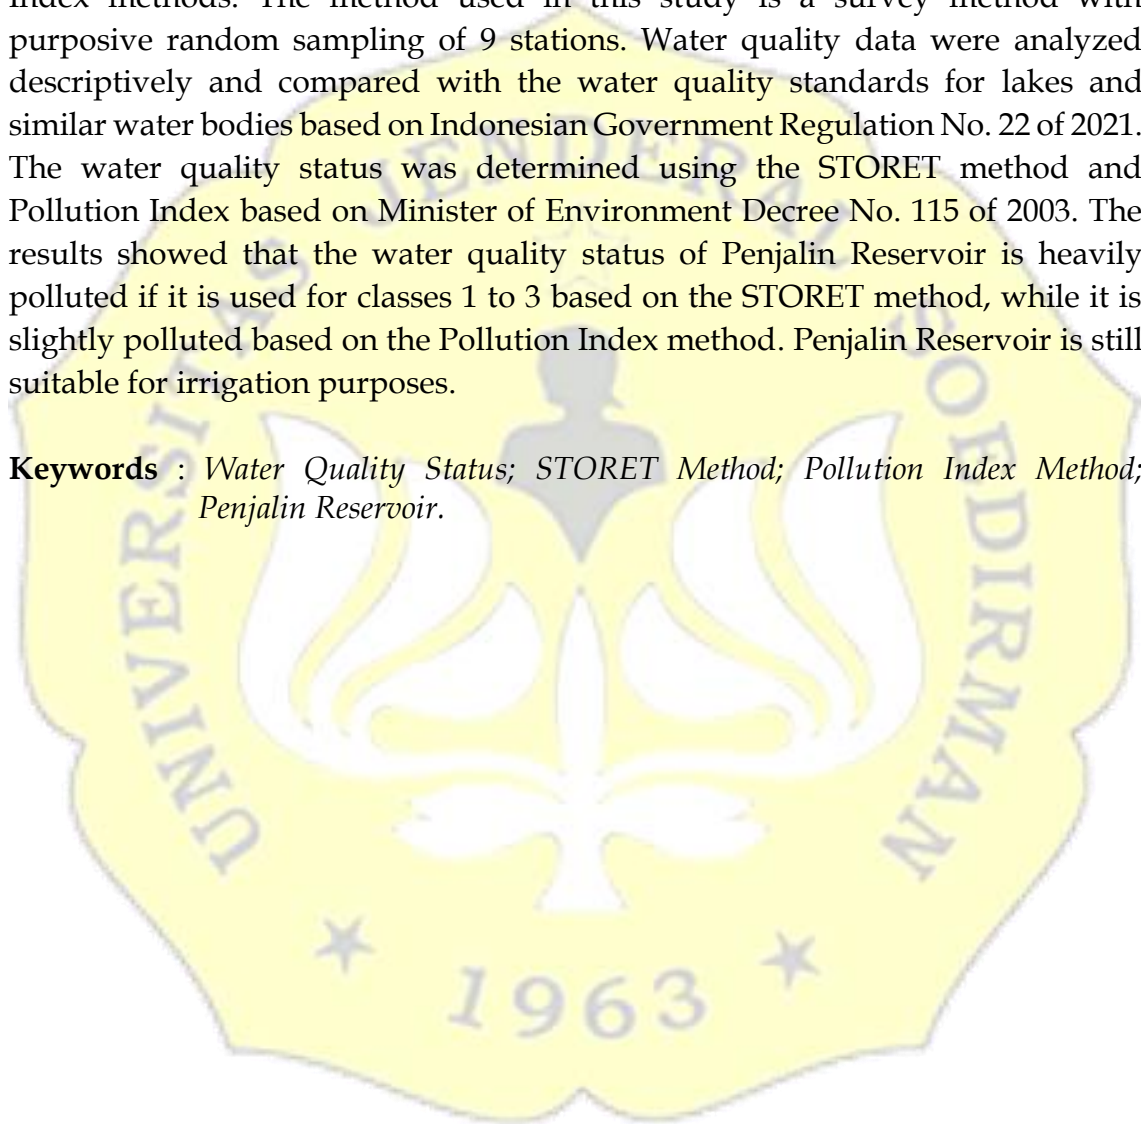 Index methods. The method used in this study is a survey method with
purposive random sampling of 9 stations. Water quality data were analyzed
descriptively and compared with the water quality standards for lakes and
similar water bodies based on Indonesian Government Regulation No. 22 of 2021.
The water quality status was determined using the STORET method and
Pollution Index based on Minister of Environment Decree No. 115 of 2003. The
results showed that the water quality status of Penjalin Reservoir is heavily
polluted if it is used for classes 1 to 3 based on the STORET method, while it is
slightly polluted based on the Pollution Index method. Penjalin Reservoir is still
suitable for irrigation purposes.
Keywords : Water Quality Status; STORET Method; Pollution Index Method;
Penjalin Reservoir.
UNIVERSITAS JENDERAL SOEDIRMAN
1963